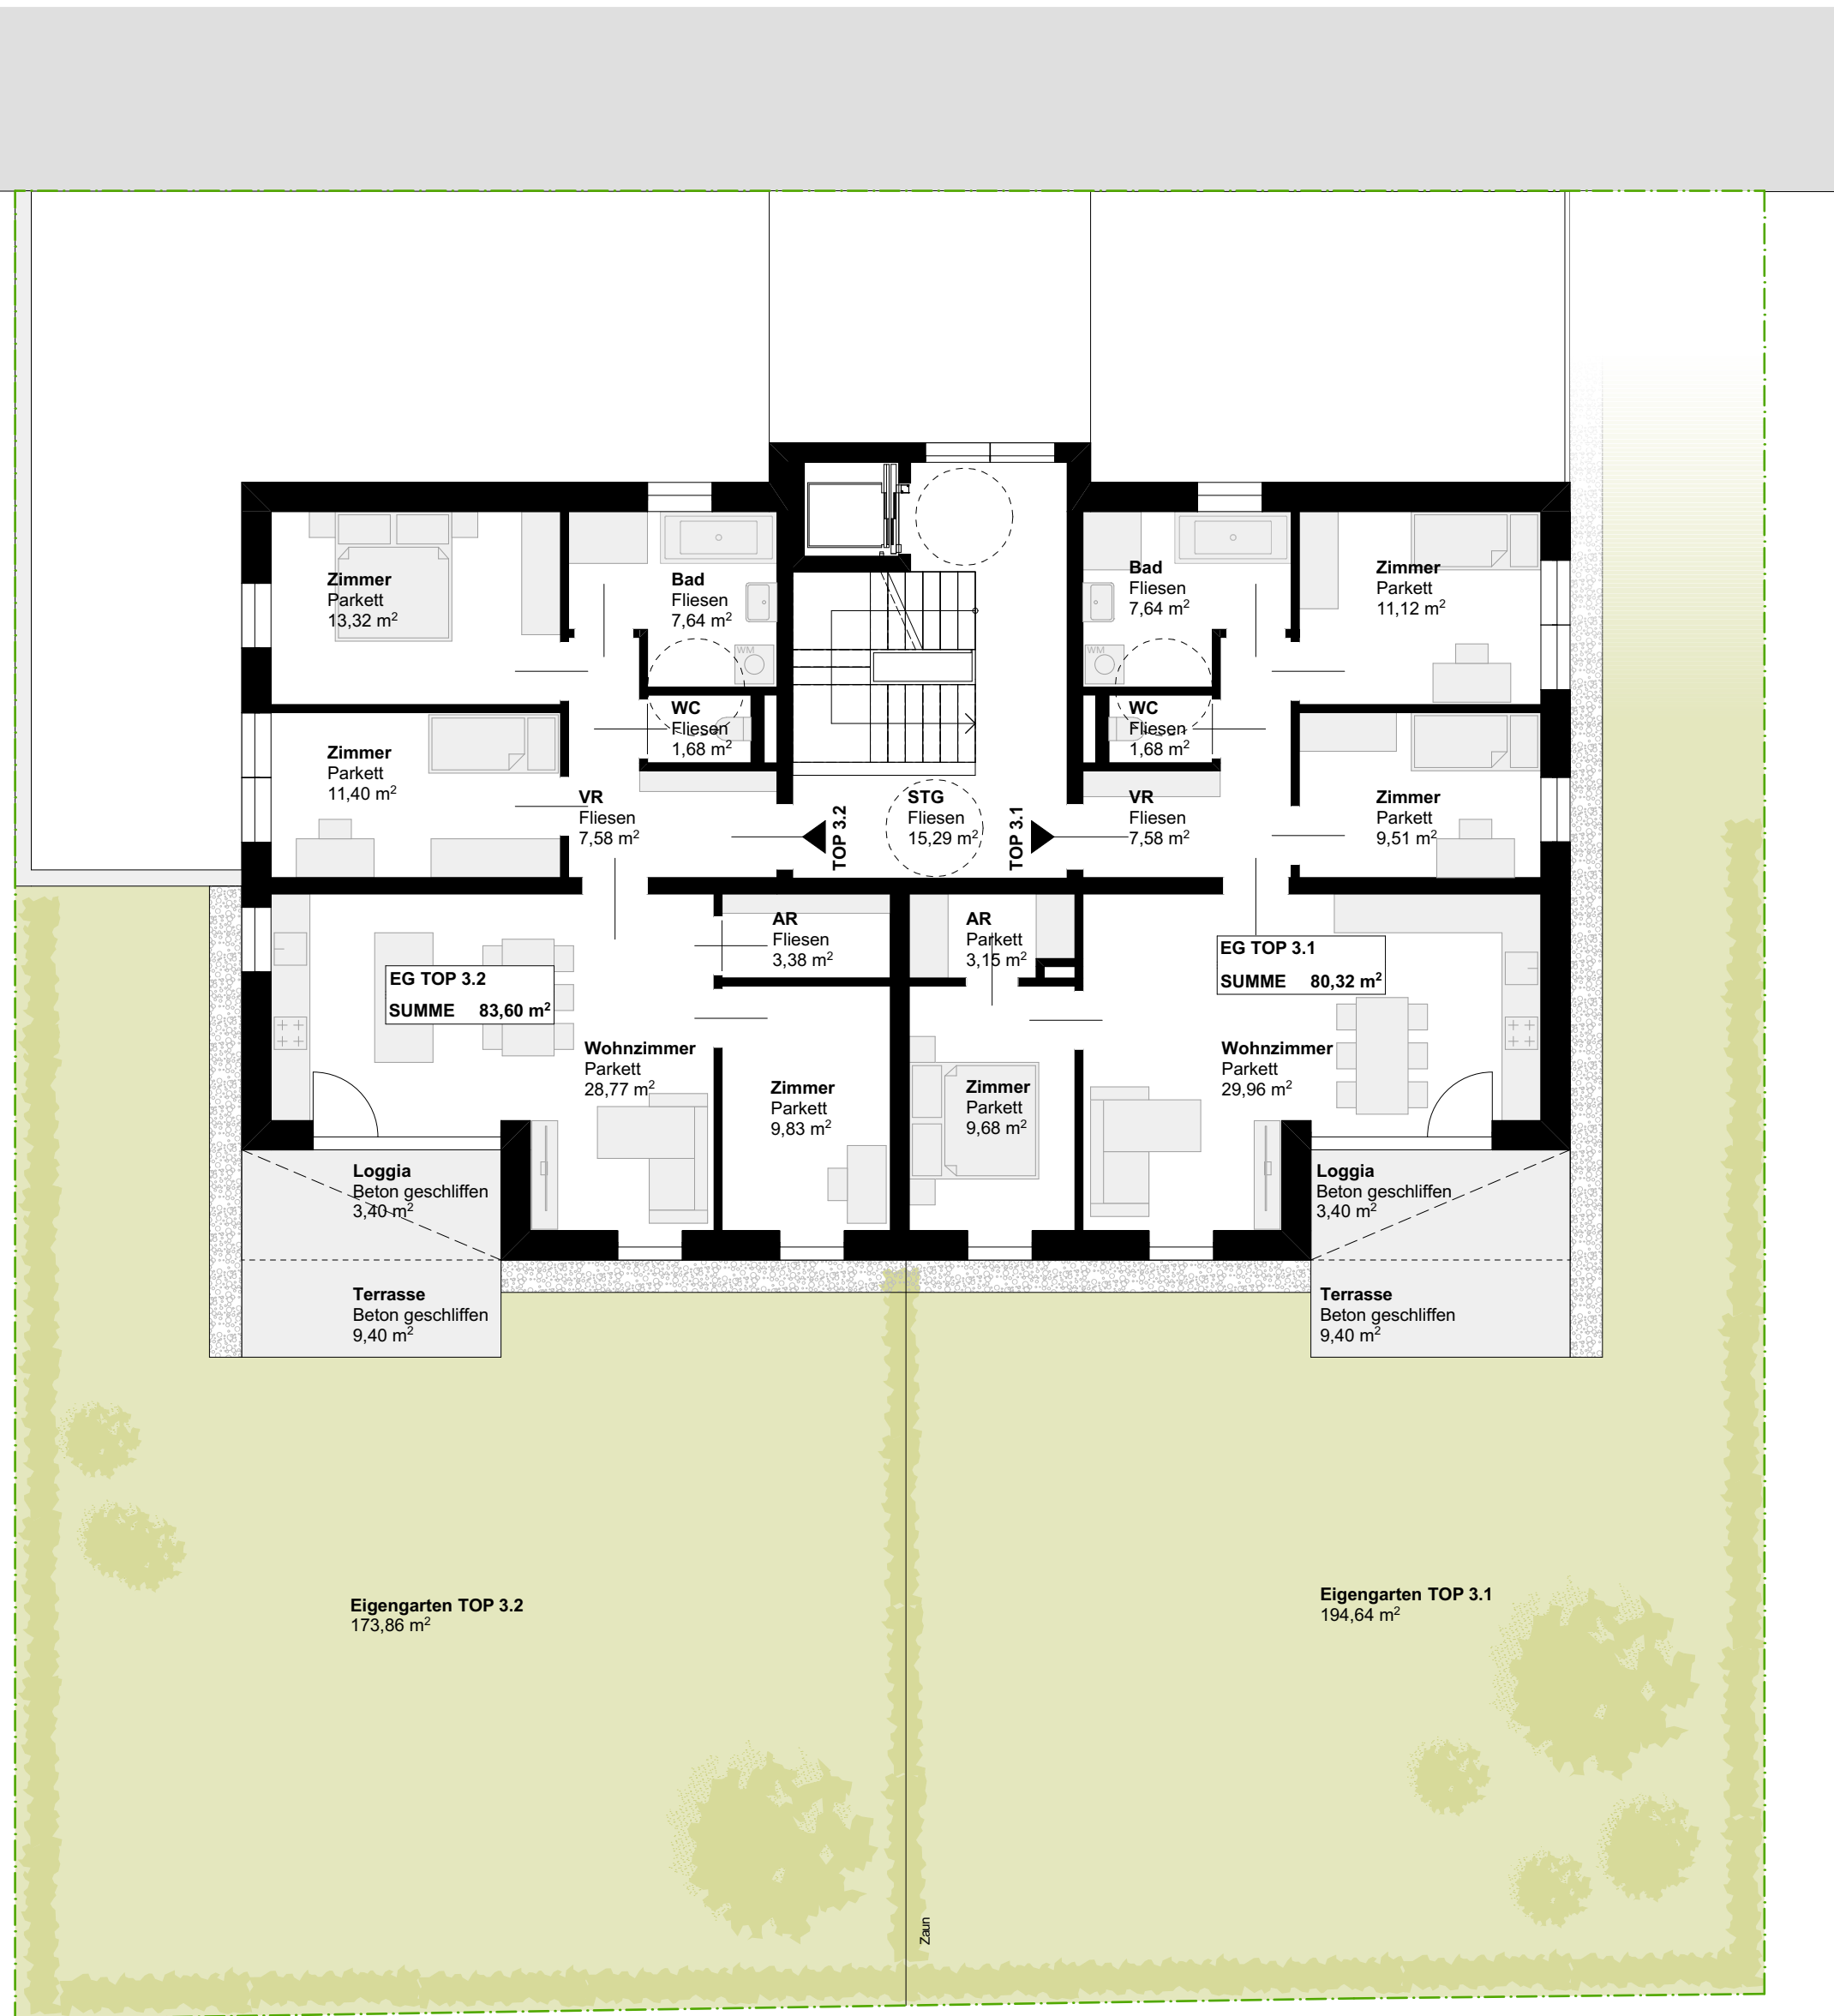 Zimmer
Parkett
13,32 m²
Bad
Fliesen
7,64 m²
WM
Bad
Fliesen
7,64 m²
WM
Zimmer
Parkett
11,12 m²
WC
Fliesen
1,68 m²
WC
Fliesen
1,68 m²
Zimmer
Parkett
11,40 m²
VR
Fliesen
7,58 m²
TOP 3.2
STG
Fliesen
15,29 m²
TOP 3.1
VR
Fliesen
7,58 m²
Zimmer
Parkett
9,51 m²
AR
Fliesen
3,38 m²
AR
Parkett
3,15 m²
EG TOP 3.2
SUMME 83,60 m²
EG TOP 3.1
SUMME 80,32 m²
Wohnzimmer
Parkett
28,77 m²
Zimmer
Parkett
9,83 m²
Zimmer
Parkett
9,68 m²
Wohnzimmer
Parkett
29,96 m²
Loggia
Beton geschliffen
3,40 m²
Loggia
Beton geschliffen
3,40 m²
Terrasse
Beton geschliffen
9,40 m²
Terrasse
Beton geschliffen
9,40 m²
Eigengarten TOP 3.2
173,86 m²
Eigengarten TOP 3.1
194,64 m²
Zaun